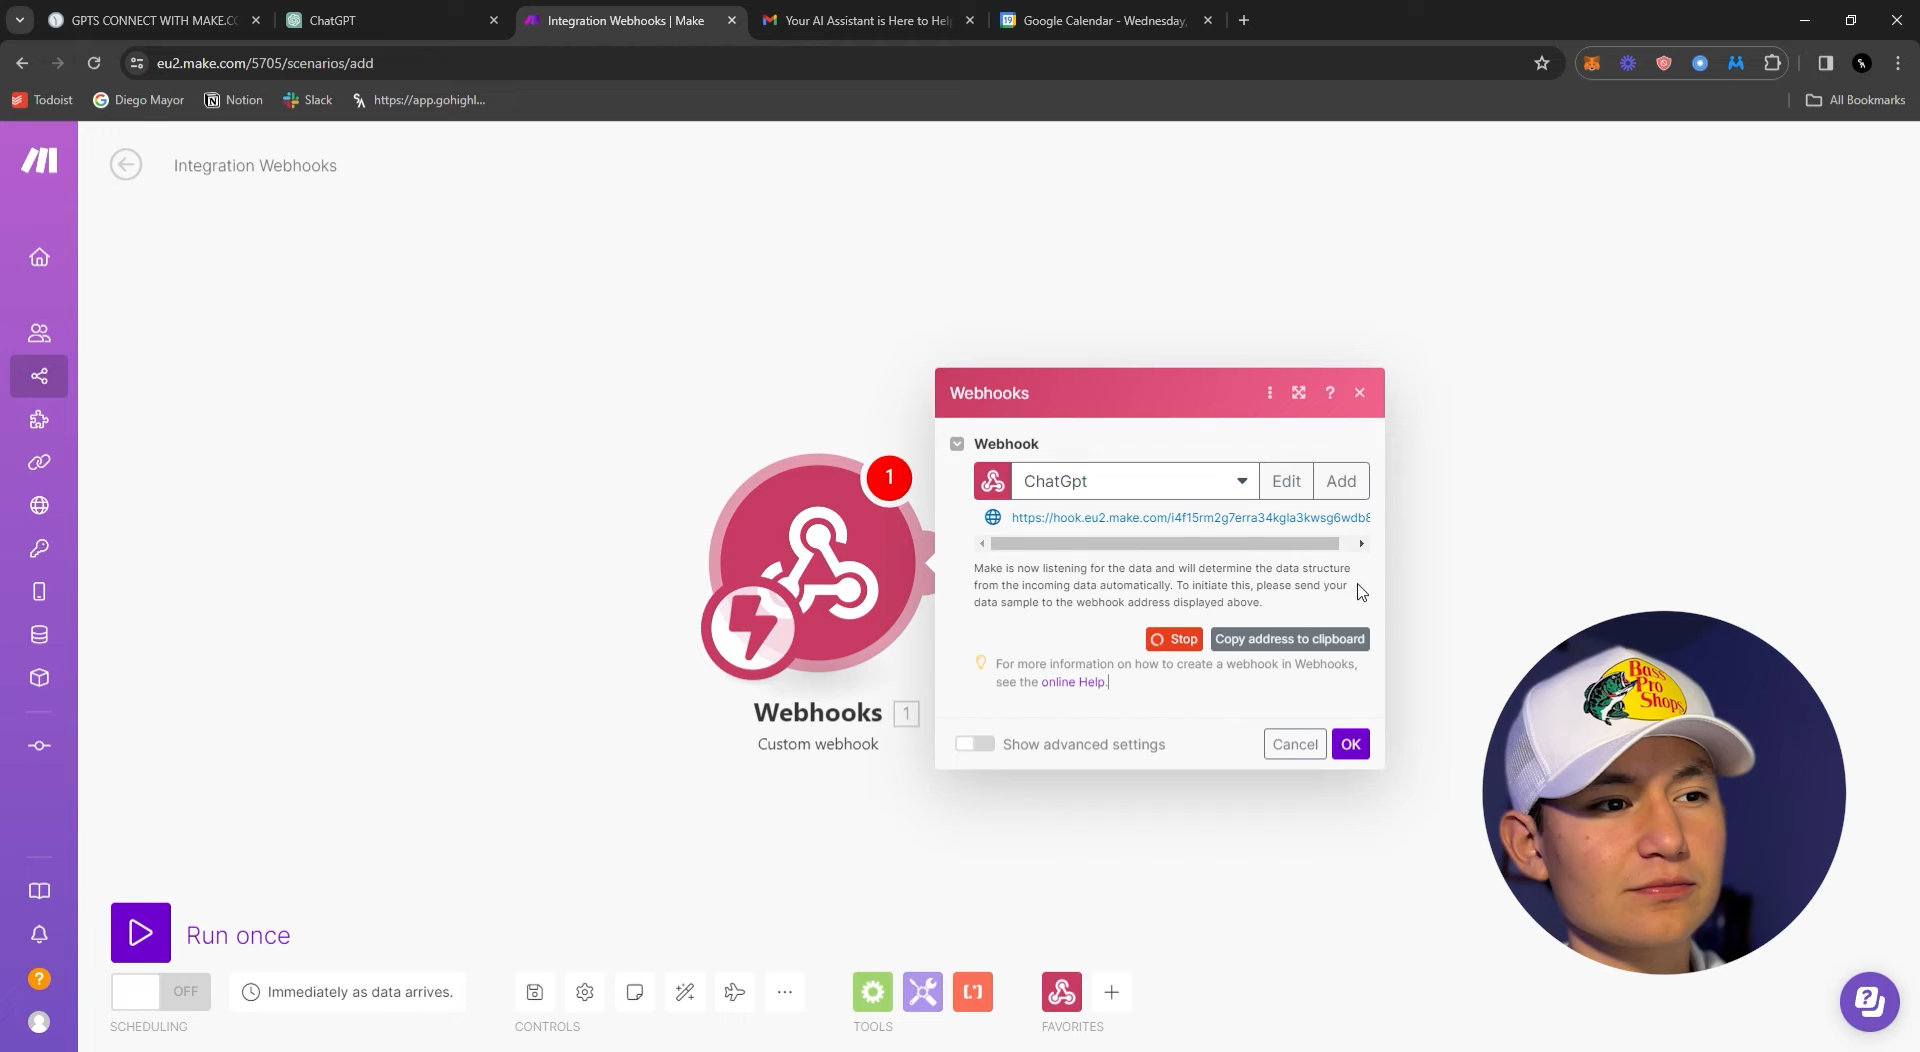 GPTS CONNECT WITH MAKE.CO
ChatGPT
Integration Webhooks | Make
Your AI Assistant is Here to Hel
19
Google Calendar - Wednesday,
eu2.make.com/5705/scenarios/add
Todoist
Diego Mayor
Notion
Slack
https://app.gohighl...
All Bookmarks
Integration Webhooks
Webhooks
?
Webhook
ChatGpt
Edit
Add
https://hook.eu2.make.com/i4f15rm2g7erra34kgla3kwsg6wdb8
Make is now listening for the data and will determine the data structure
from the incoming data automatically. To initiate this, please send your
data sample to the webhook address displayed above.
Stop
Copy address to clipboard
For more information on how to create a webhook in Webhooks,
see the online Help.
Show advanced settings
Cancel
OK
1
Webhooks
1
Custom webhook
Bass
Pro
Shops
Run once
OFF
Immediately as data arrives.
SCHEDULING
CONTROLS
TOOLS
FAVORITES
?
?